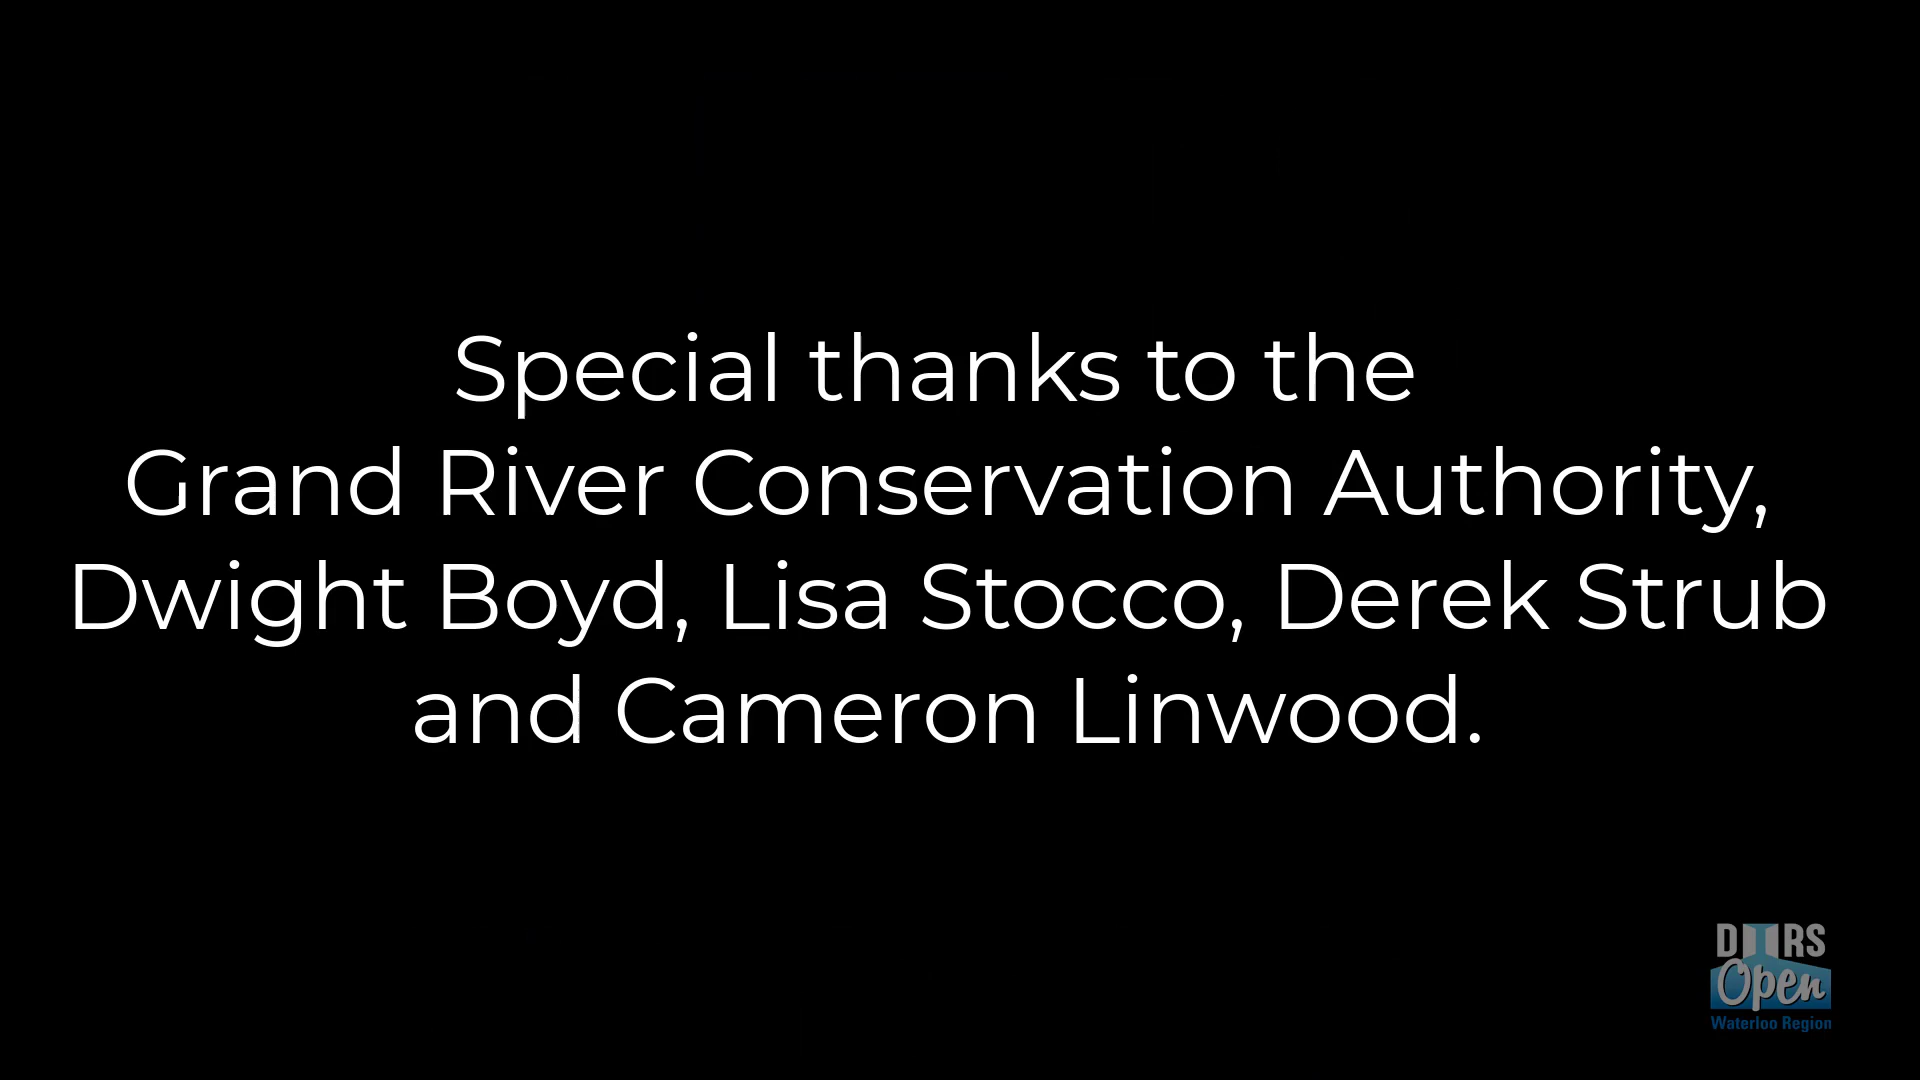 Special thanks to the
Grand River Conservation Authority,
Dwight Boyd, Lisa Stocco, Derek Strub
and Cameron Linwood.
DOORS
Open
Waterloo Region